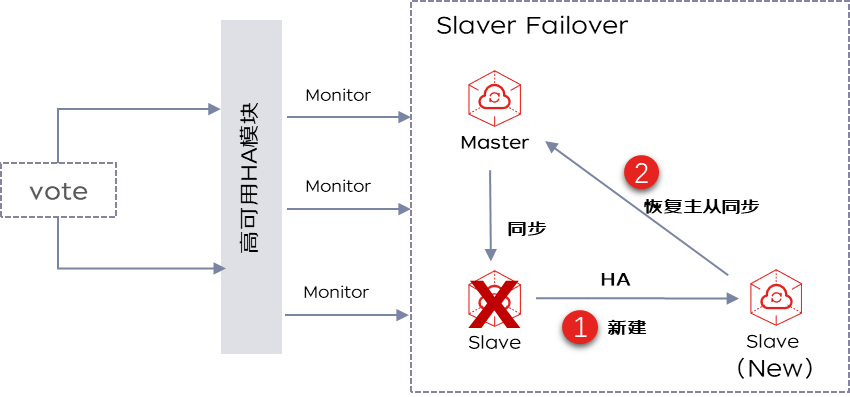 Slaver Failover
vote
高可用HA模块
Monitor
Monitor
Monitor
Master
同步
2
恢复主从同步
HA
1
新建
Slave
Slave
（New）